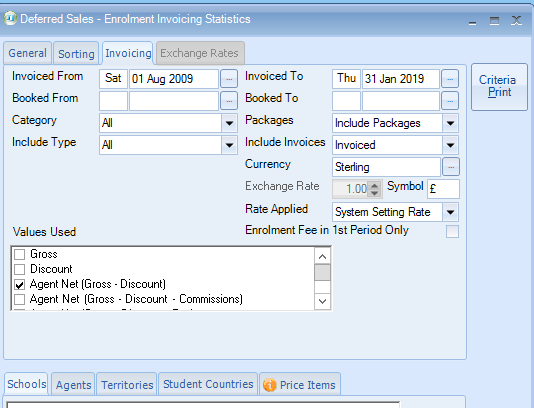 Deferred Sales - Enrolment Invoicing Statistics
General Sorting Invoicing Exchange Rates
Invoiced From Sat 01 Aug 2009 ... Invoiced To Thu 31 Jan 2019 ...
Criteria
Print
Booked From ... Booked To ...
Category All Packages Include Packages
Include Type All Include Invoices Invoiced
Currency Sterling ...
Exchange Rate 1.00 Symbol £
Rate Applied System Setting Rate
Values Used Enrolment Fee in 1st Period Only
Gross
Discount
Agent Net (Gross - Discount)
Agent Net (Gross - Discount - Commissions)
Schools Agents Territories Student Countries Price Items